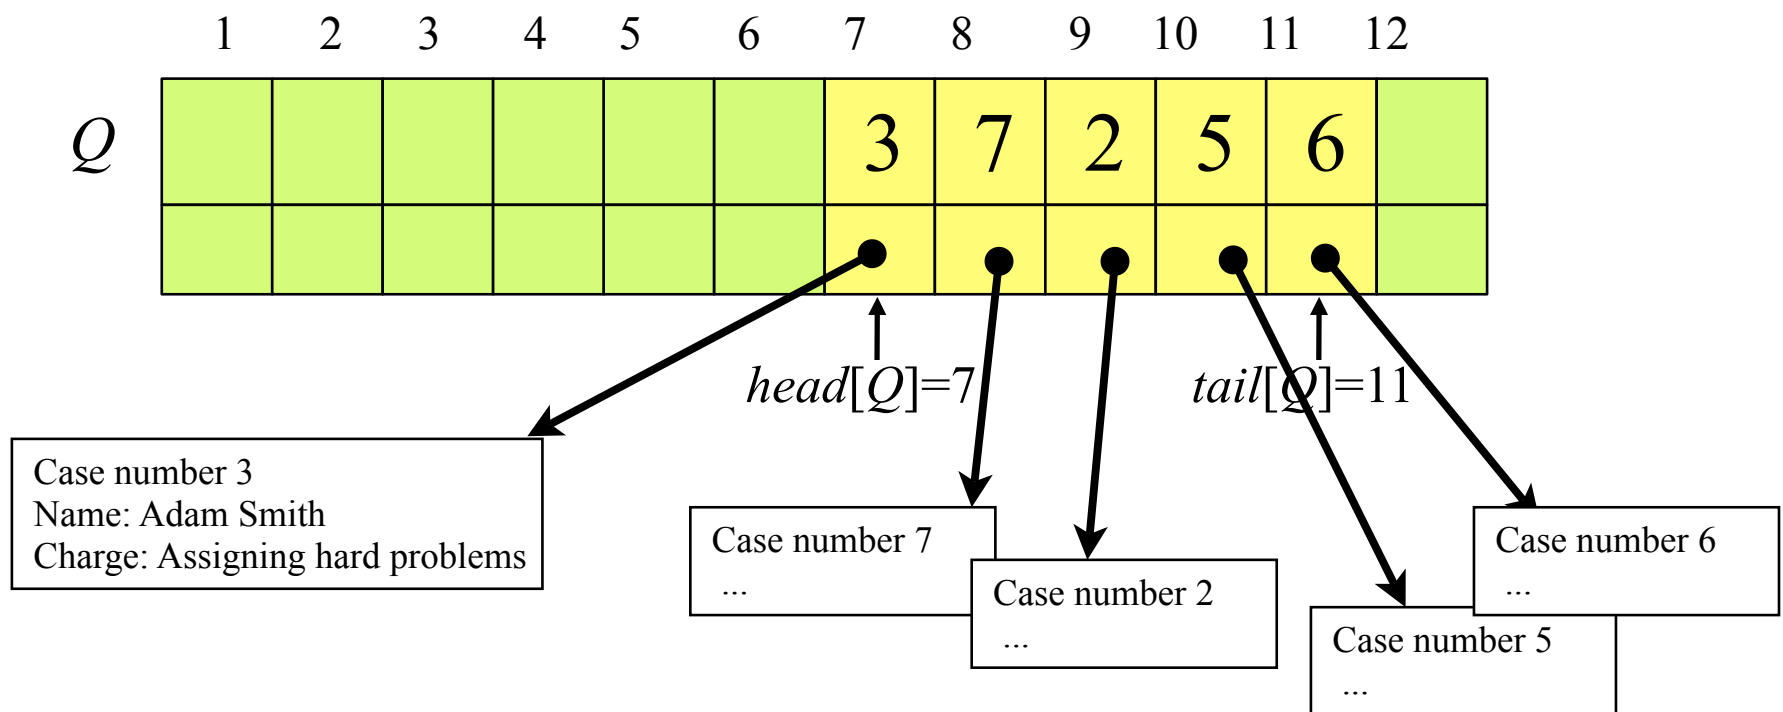 1 2 3 4 5 6 7 8 9 10 11 12
Q 3 7 2 5 6
head[Q]=7 tail[Q]=11
Case number 3
Name: Adam Smith
Charge: Assigning hard problems
Case number 7
...
Case number 2
...
Case number 5
...
Case number 6
...